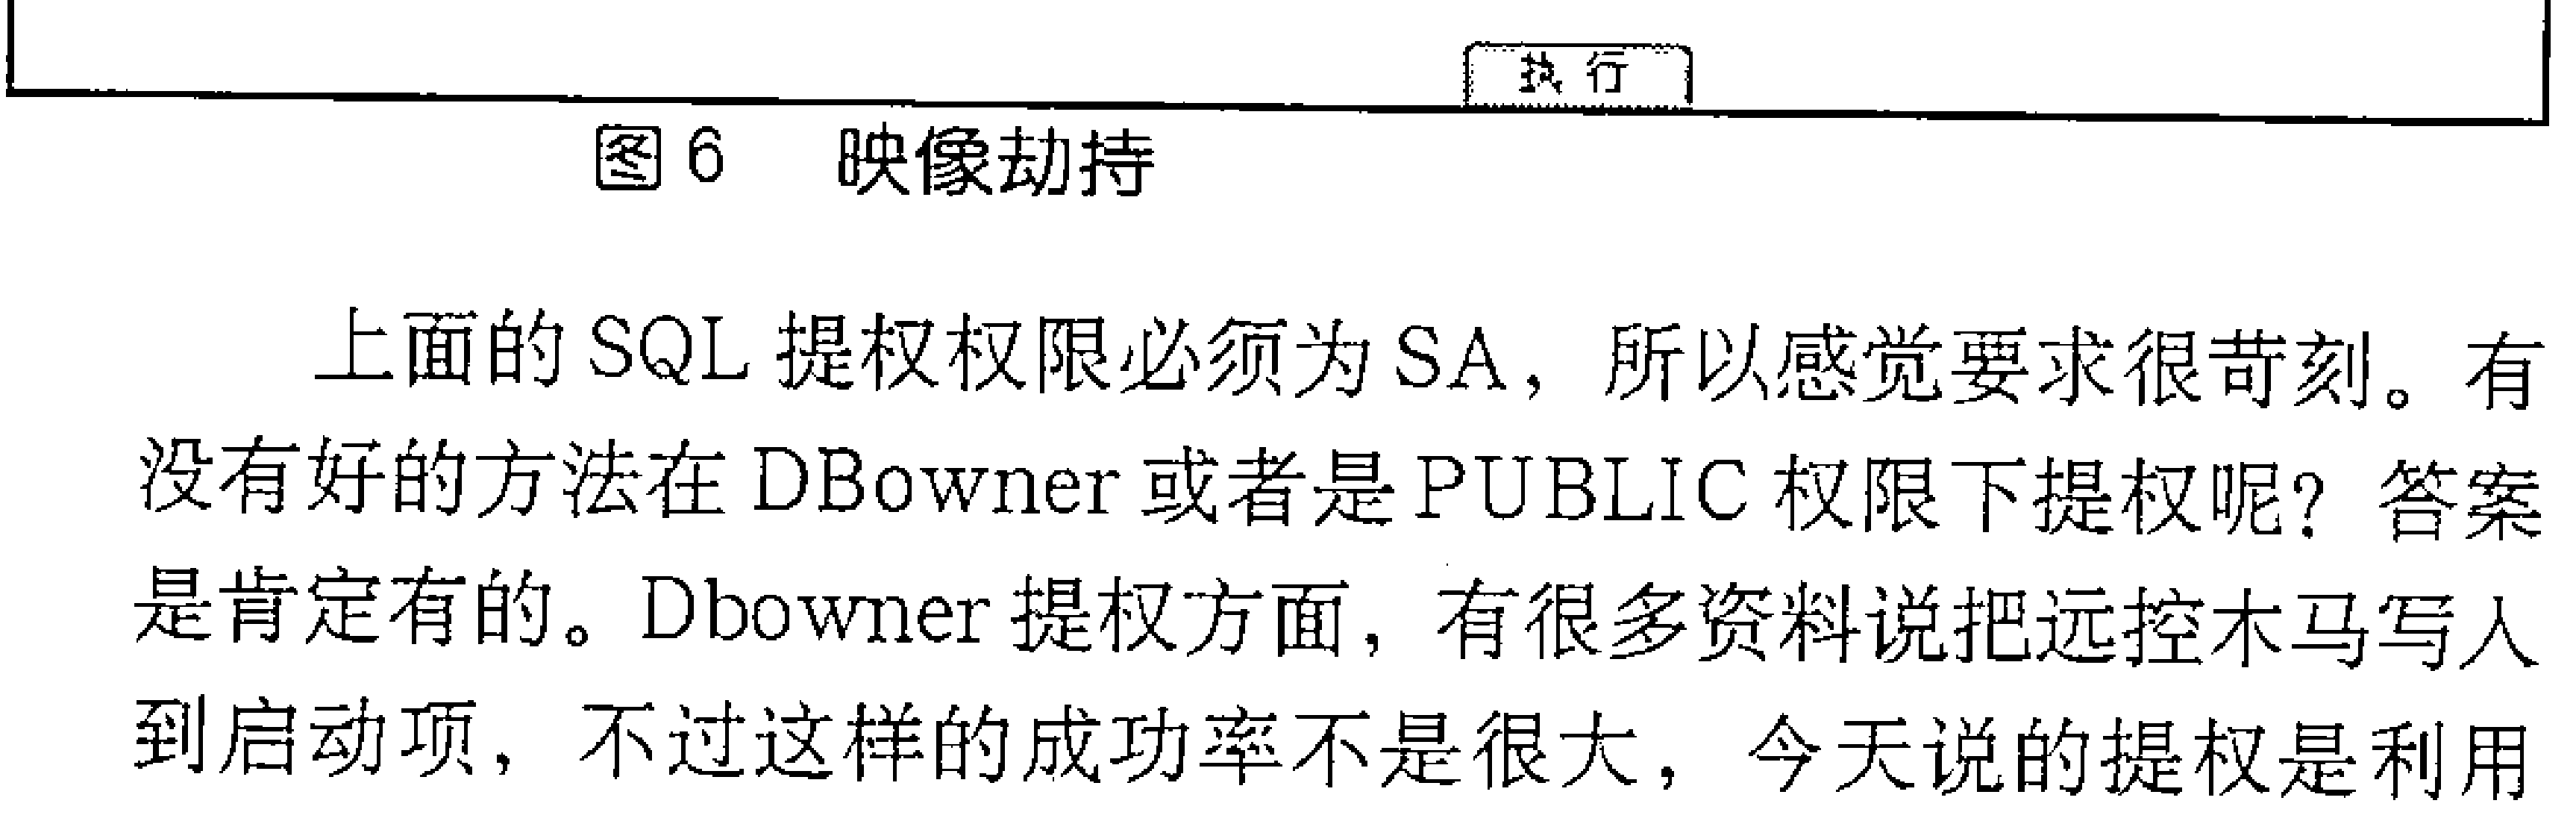 执行
图6 映像劫持
上面的SQL提权权限必须为SA，所以感觉要求很苛刻。有
没有好的方法在DBowner或者是PUBLIC权限下提权呢？答案
是肯定有的。Dbowner提权方面，有很多资料说把远控木马写入
到启动项，不过这样的成功率不是很大，今天说的提权是利用